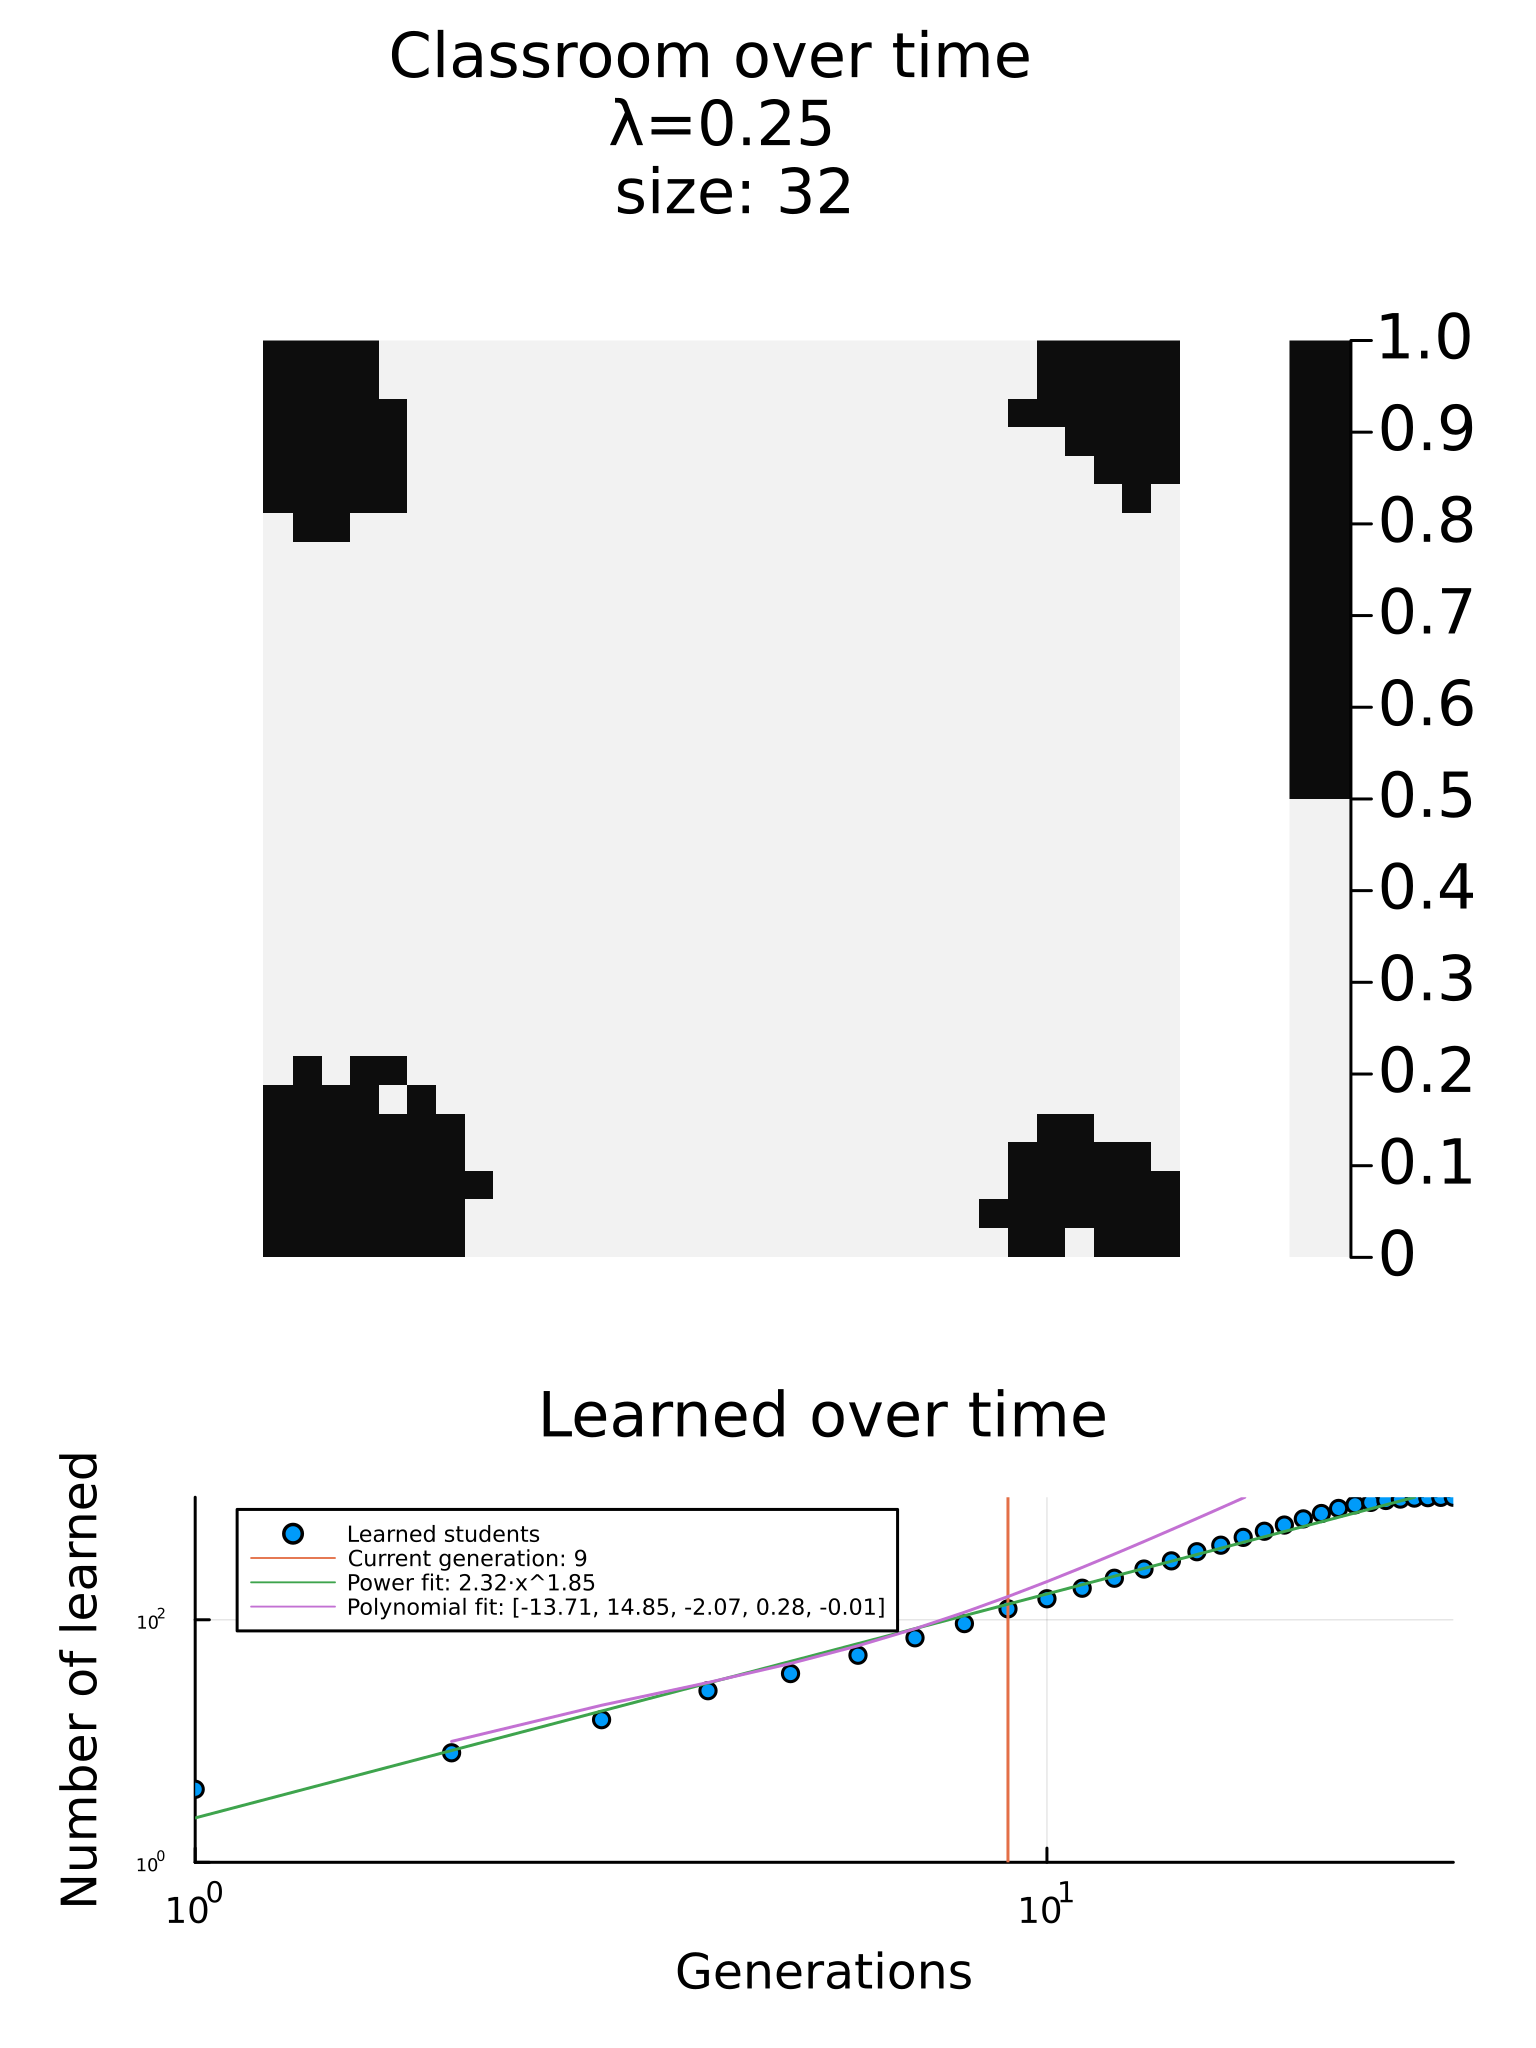 Classroom over time
λ=0.25
size: 32
1.0
0.9
0.8
0.7
0.6
0.5
0.4
0.3
0.2
0.1
0
Learned over time
Number of learned
Learned students
Current generation: 9
Power fit: 2.32·x^1.85
Polynomial fit: [-13.71, 14.85, -2.07, 0.28, -0.01]
10²
10⁰
10⁰ 10¹
Generations